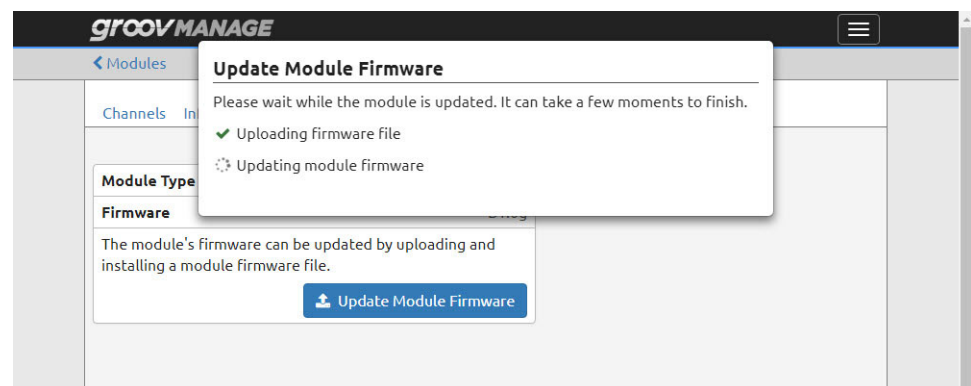 groov MANAGE
Modules
Update Module Firmware
Please wait while the module is updated. It can take a few moments to finish.
Channels
Uploading firmware file
Updating module firmware
Module Type
Firmware
The module's firmware can be updated by uploading and
installing a module firmware file.
Update Module Firmware